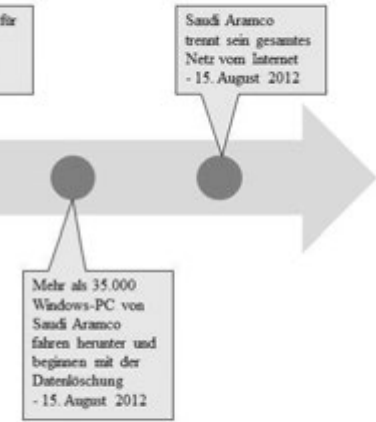 für
Saudi Aramco
trennt sein gesamtes
Netz vom Internet
- 15. August 2012
Mehr als 35.000
Windows-PC von
Saudi Aramco
fahren herunter und
beginnen mit der
Datenlöschung
- 15. August 2012